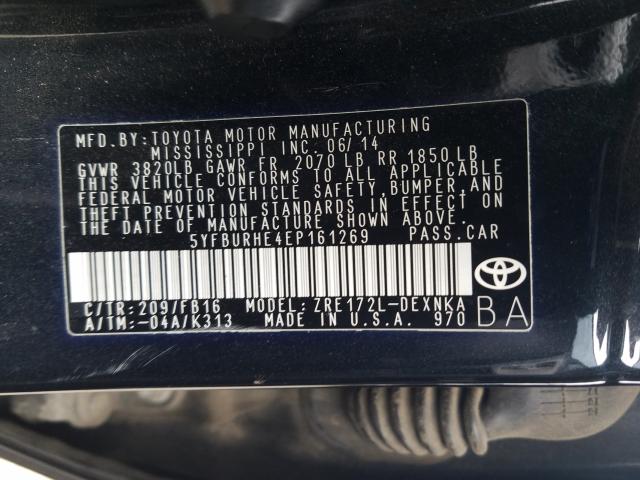 MFD.BY:TOYOTA MOTOR MANUFACTURING
MISSISSIPPI INC. 06/14
GVWR 3820LB GAWR FR 2070 LB RR 1850 LB
THIS VEHICLE CONFORMS TO ALL APPLICABLE
FEDERAL MOTOR VEHICLE SAFETY,BUMPER,AND
THEFT PREVENTION STANDARDS IN EFFECT ON
THE DATE OF MANUFACTURE SHOWN ABOVE.
5YFBURHE4EP161269 PASS.CAR
C/TR:209/FB16 MODEL:ZRE172L-DEXNKA
A/TM:-04A/K313 MADE IN U.S.A. 970 BA